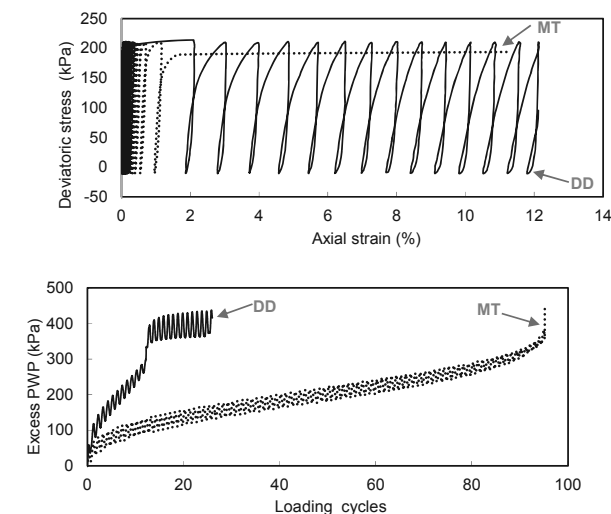 250
200
150
100
50
0
-50
Deviatoric stress (kPa)
MT
DD
0 2 4 6 8 10 12 14
Axial strain (%)
500
400
300
200
100
0
Excess PWP (kPa)
DD
MT
0 20 40 60 80 100
Loading cycles